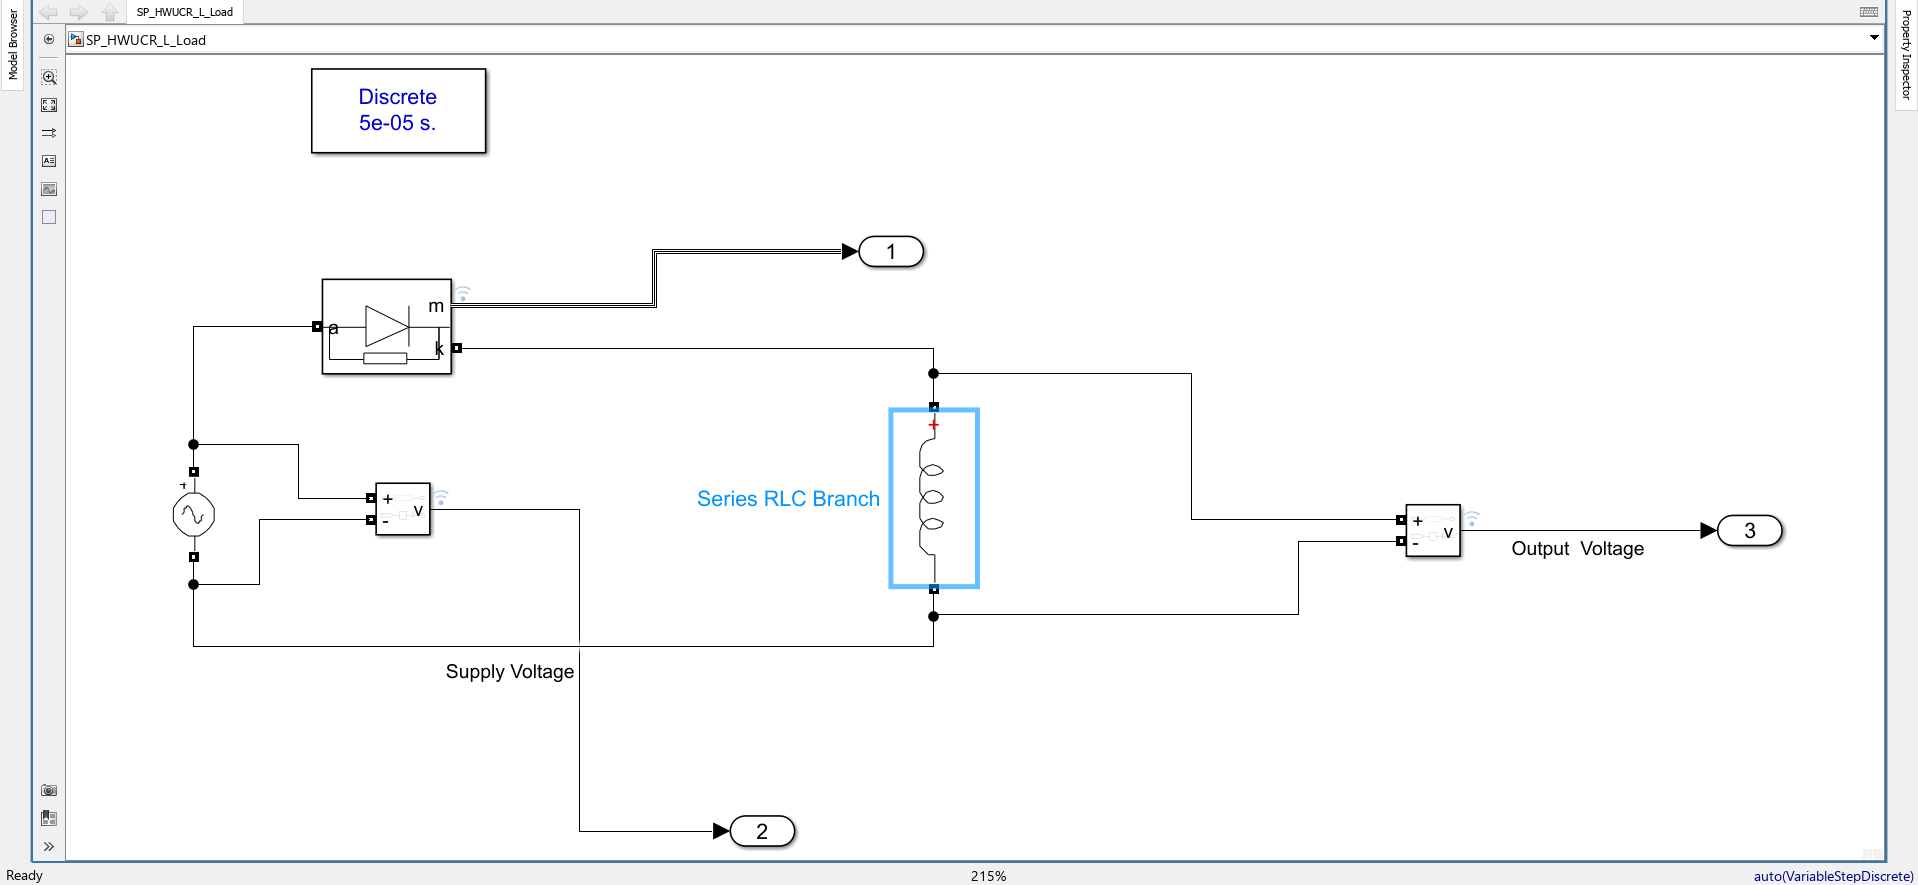 Model Browser
SP_HWUCR_L_Load
Property Inspector
SP_HWUCR_L_Load
Discrete
5e-05 s.
1
m
a
k
+
+
-
v
+
Series RLC Branch
+
-
v
3
Output Voltage
Supply Voltage
2
Ready
215%
auto(VariableStepDiscrete)